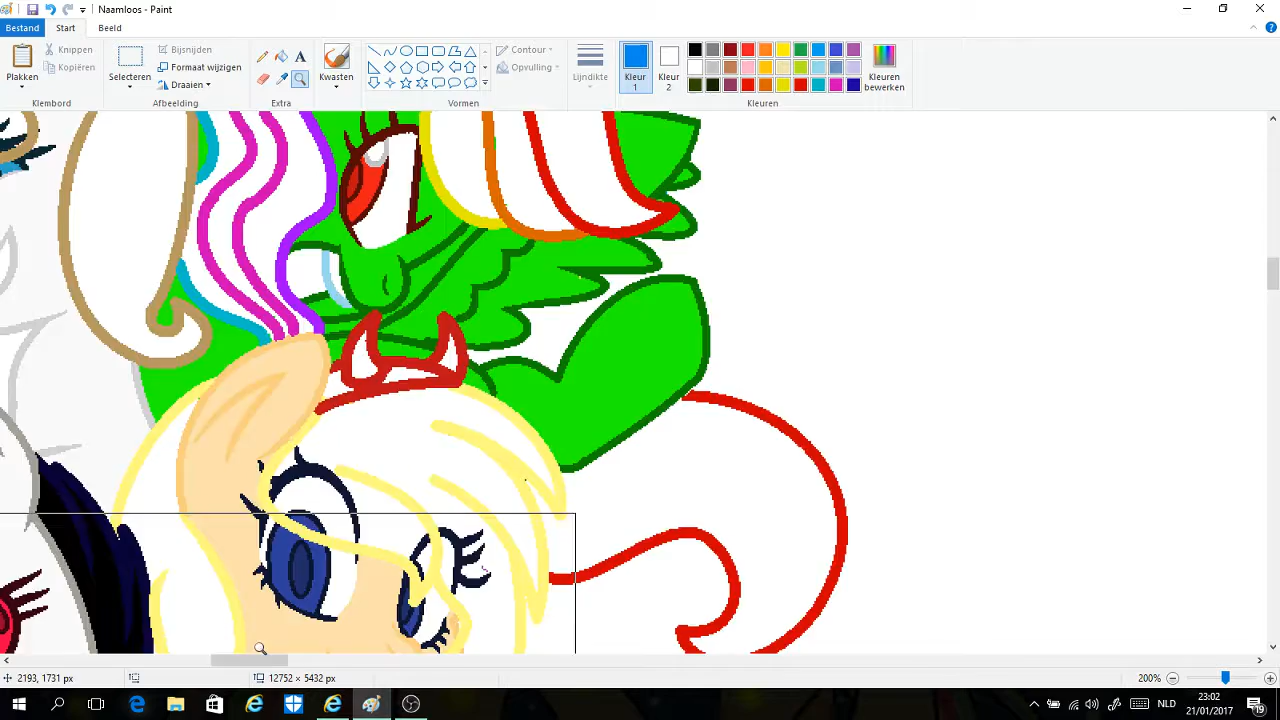 Naamloos - Paint
Bestand Start Beeld
Plakken
Knippen
Kopiëren
Klembord
Selecteren
Bijsnijden
Formaat wijzigen
Draaien
Afbeelding
A
Extra
Kwasten
Vormen
Contour
Opvulling
Lijndikte
Kleur 1
Kleur 2
Kleuren
Kleuren bewerken
2193, 1731 px
12752 × 5432 px
200%
NLD
23:02
21/01/2017
19